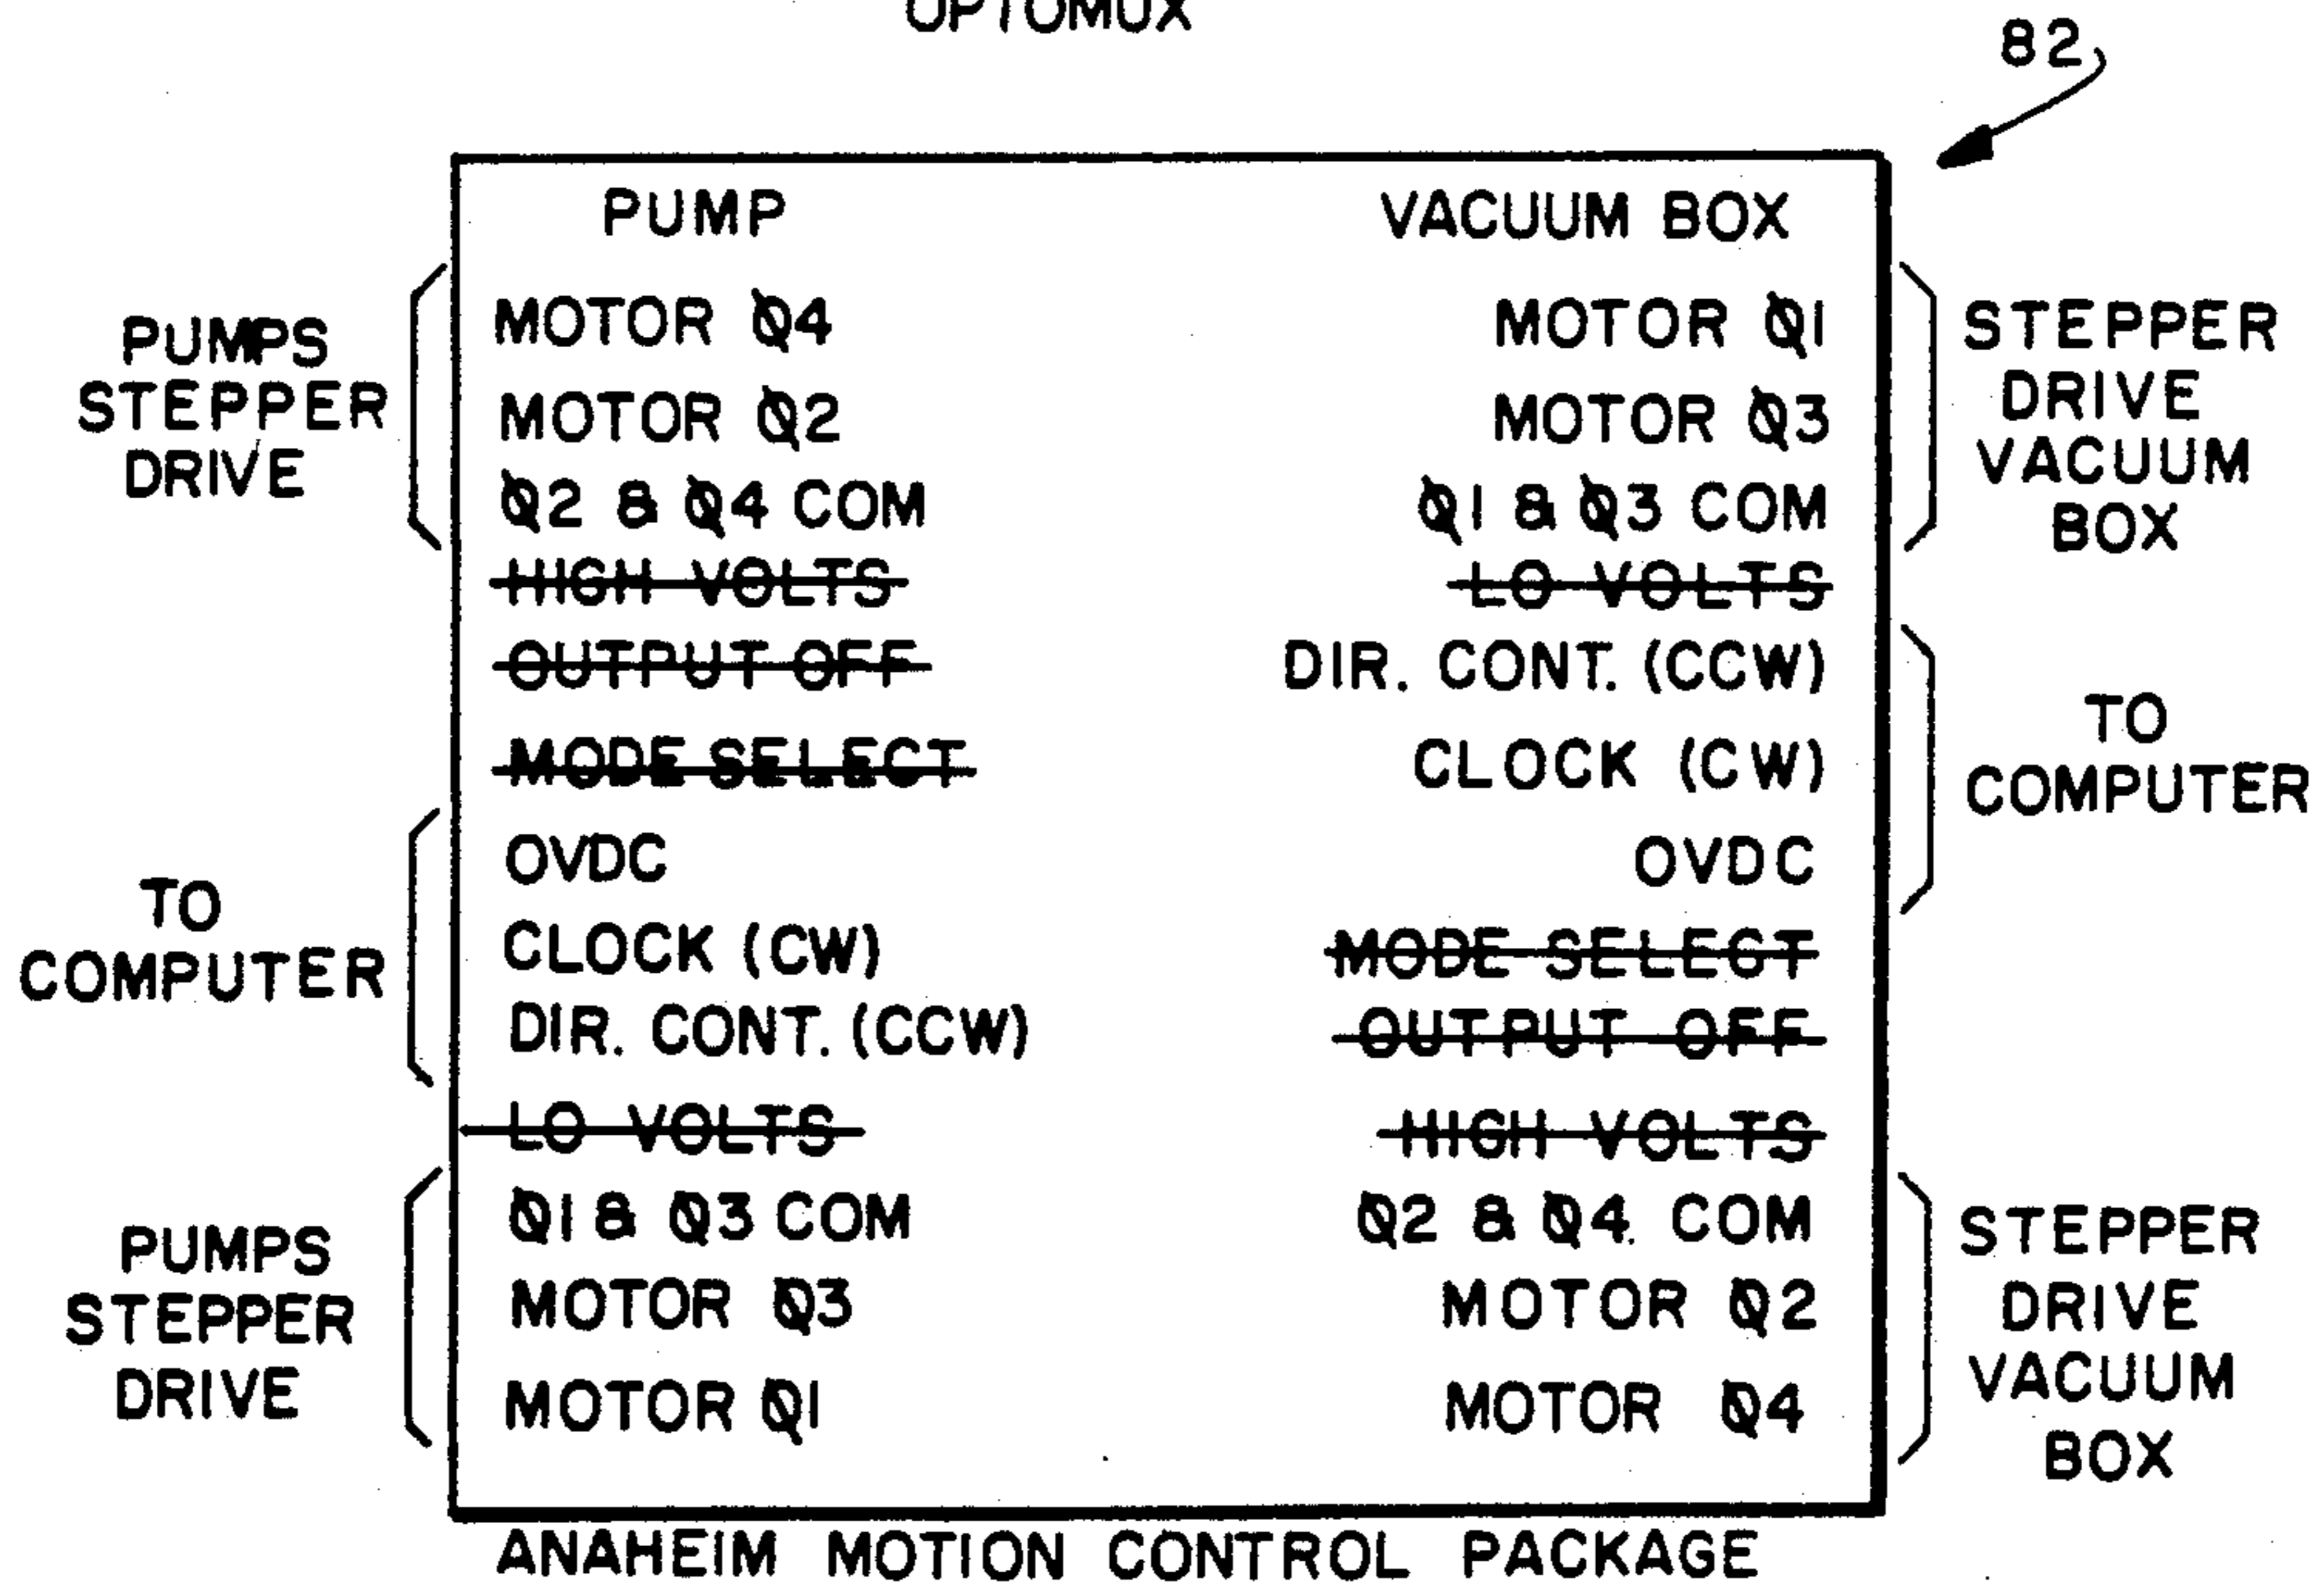 OPTOMUX
82
PUMP
MOTOR Ø4
MOTOR Ø2
Ø2 & Ø4 COM
HIGH VOLTS
OUTPUT OFF
MODE SELECT
OVDC
CLOCK (CW)
DIR. CONT. (CCW)
LO VOLTS
Ø1 & Ø3 COM
MOTOR Ø3
MOTOR Ø1
VACUUM BOX
MOTOR Ø1
MOTOR Ø3
Ø1 & Ø3 COM
LO VOLTS
DIR. CONT. (CCW)
CLOCK (CW)
OVDC
MODE SELECT
OUTPUT OFF
HIGH VOLTS
Ø2 & Ø4 COM
MOTOR Ø2
MOTOR Ø4
PUMPS
STEPPER
DRIVE
TO
COMPUTER
PUMPS
STEPPER
DRIVE
STEPPER
DRIVE
VACUUM
BOX
TO
COMPUTER
STEPPER
DRIVE
VACUUM
BOX
ANAHEIM MOTION CONTROL PACKAGE